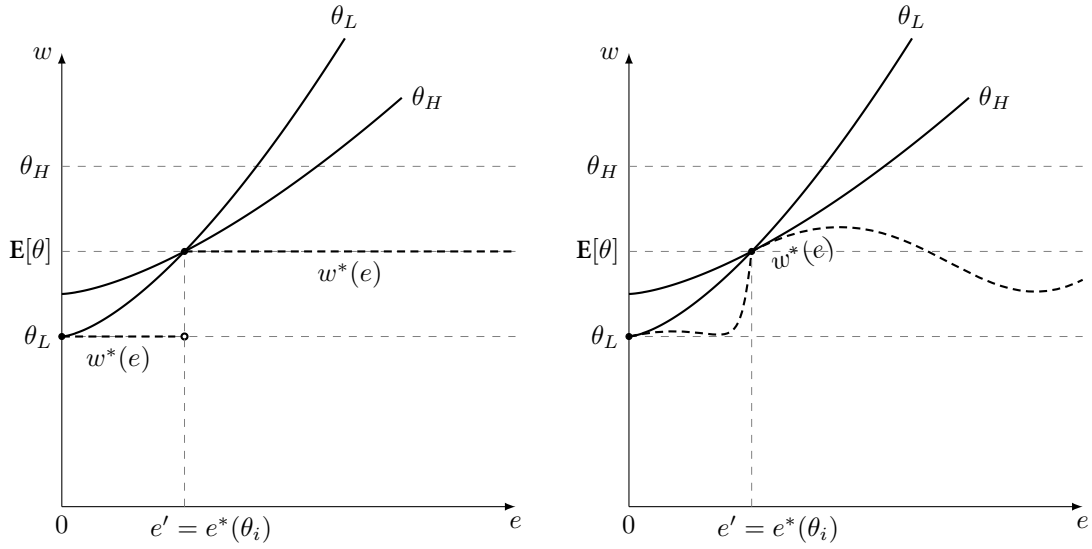 w
θ_L
θ_H
θ_H
E[θ]
w*(e)
θ_L
w*(e)
0
e′ = e*(θ_i)
e
w
θ_L
θ_H
θ_H
E[θ]
w*(e)
θ_L
0
e′ = e*(θ_i)
e